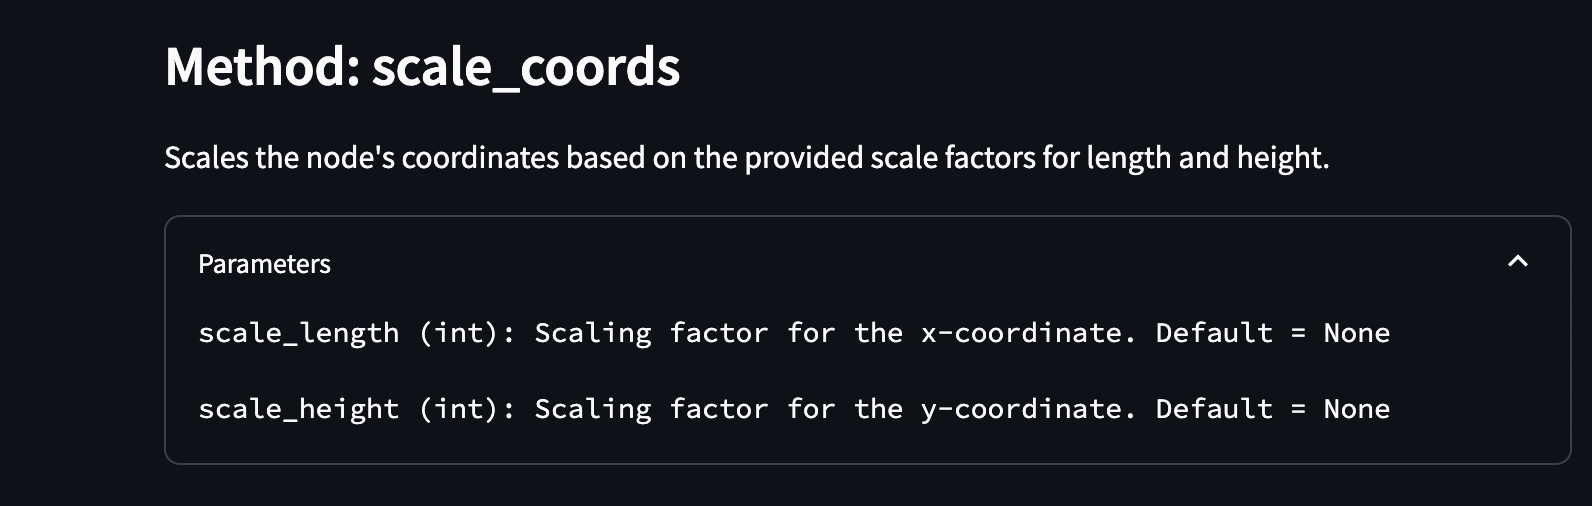 Method: scale_coords
Scales the node's coordinates based on the provided scale factors for length and height.
Parameters
scale_length (int): Scaling factor for the x-coordinate. Default = None
scale_height (int): Scaling factor for the y-coordinate. Default = None